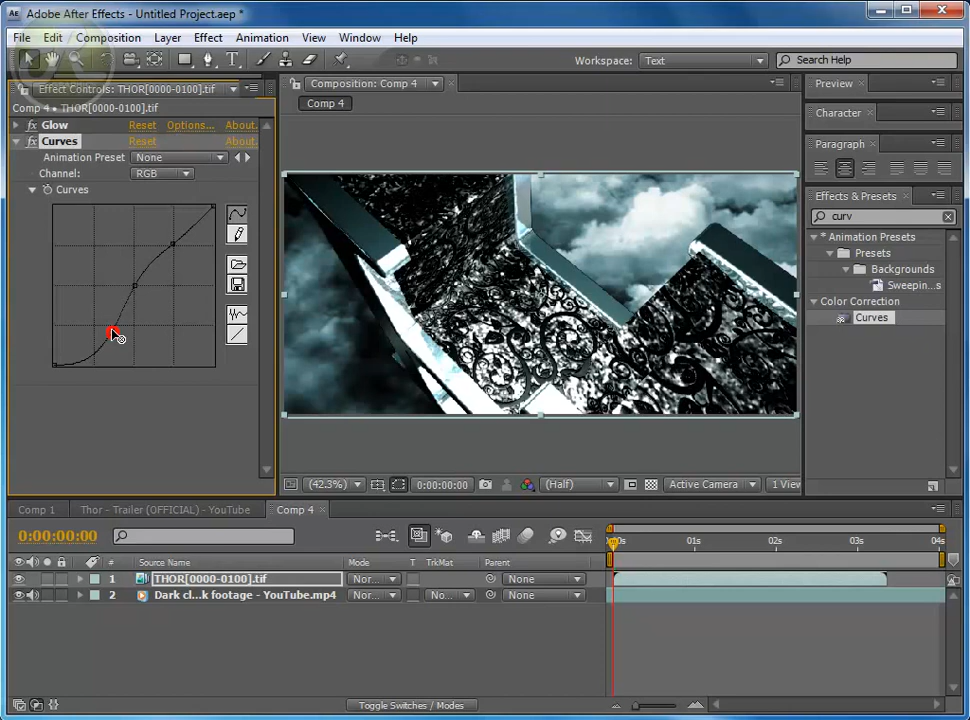 Adobe After Effects - Untitled Project.aep *
File Edit Composition Layer Effect Animation View Window Help
Workspace: Text Search Help
Effect Controls: THOR[0000-0100].tif
Composition: Comp 4
Preview
Comp 4 • THOR[0000-0100].tif
Comp 4
Character
Glow Reset Options... About.
Curves Reset About.
Paragraph
Animation Preset None
Channel: RGB
Curves
Effects & Presets
curv
* Animation Presets
Presets
Backgrounds
Sweepin...s
Color Correction
Curves
(42.3%) 0:00:00:00 (Half) Active Camera 1 View
Comp 1 Thor - Trailer (OFFICIAL) - YouTube Comp 4
0:00:00:00
01s 02s 03s 04s
# Source Name Mode T TrkMat Parent
1 THOR[0000-0100].tif Nor... None
2 Dark cl...k footage - YouTube.mp4 Nor... No... None
Toggle Switches / Modes